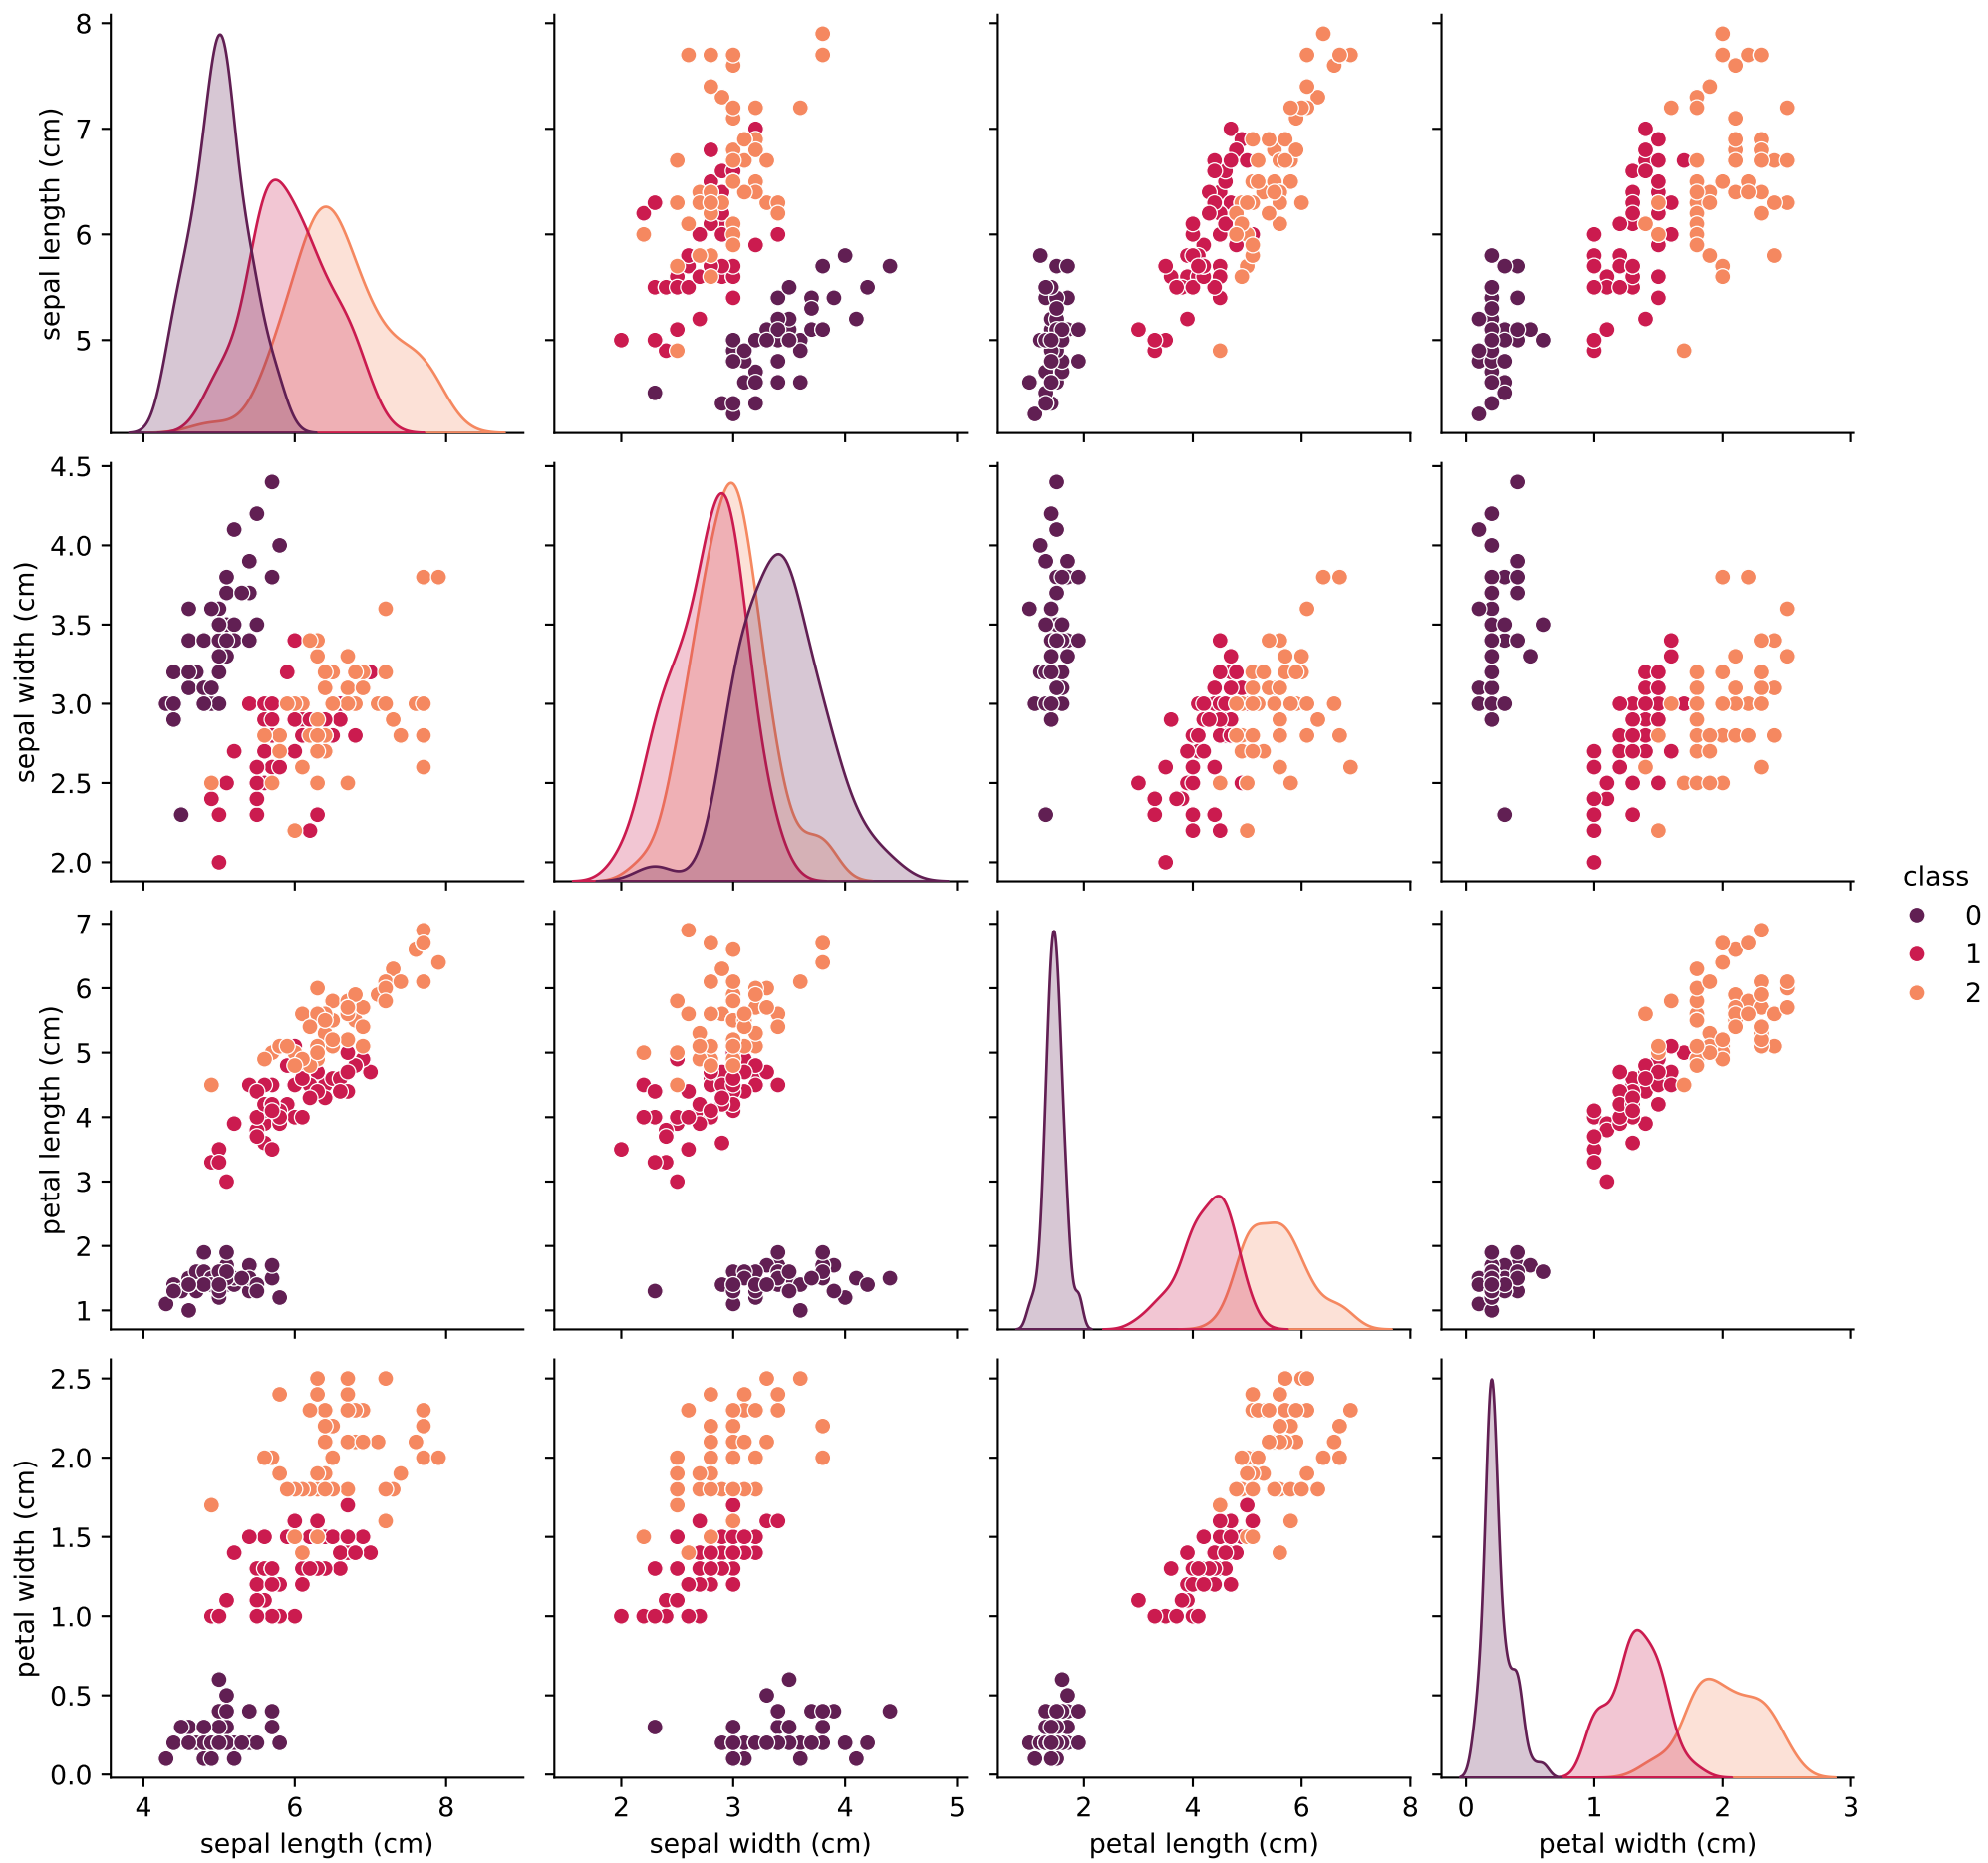 8
7
6
5
sepal length (cm)
4.5
4.0
3.5
3.0
2.5
2.0
sepal width (cm)
class
0
1
2
7
6
5
4
3
2
1
petal length (cm)
2.5
2.0
1.5
1.0
0.5
0.0
petal width (cm)
4 6 8
2 3 4 5
2 4 6 8
0 1 2 3
sepal length (cm)
sepal width (cm)
petal length (cm)
petal width (cm)